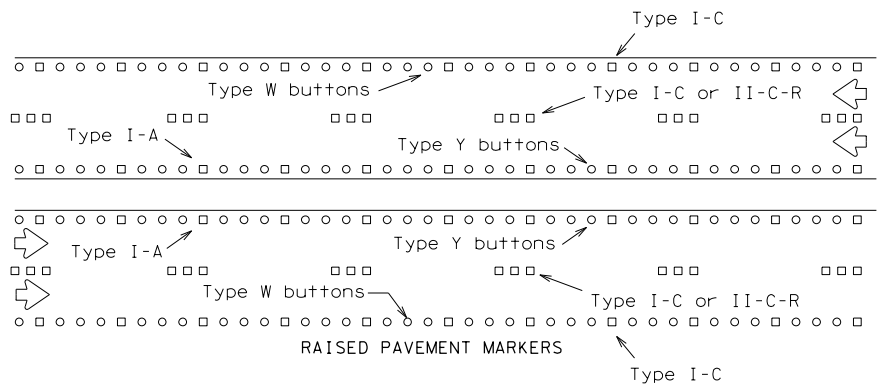 Type I-C
Type W buttons
Type I-C or II-C-R
Type I-A
Type Y buttons
Type I-A
Type Y buttons
Type W buttons
Type I-C or II-C-R
RAISED PAVEMENT MARKERS
Type I-C